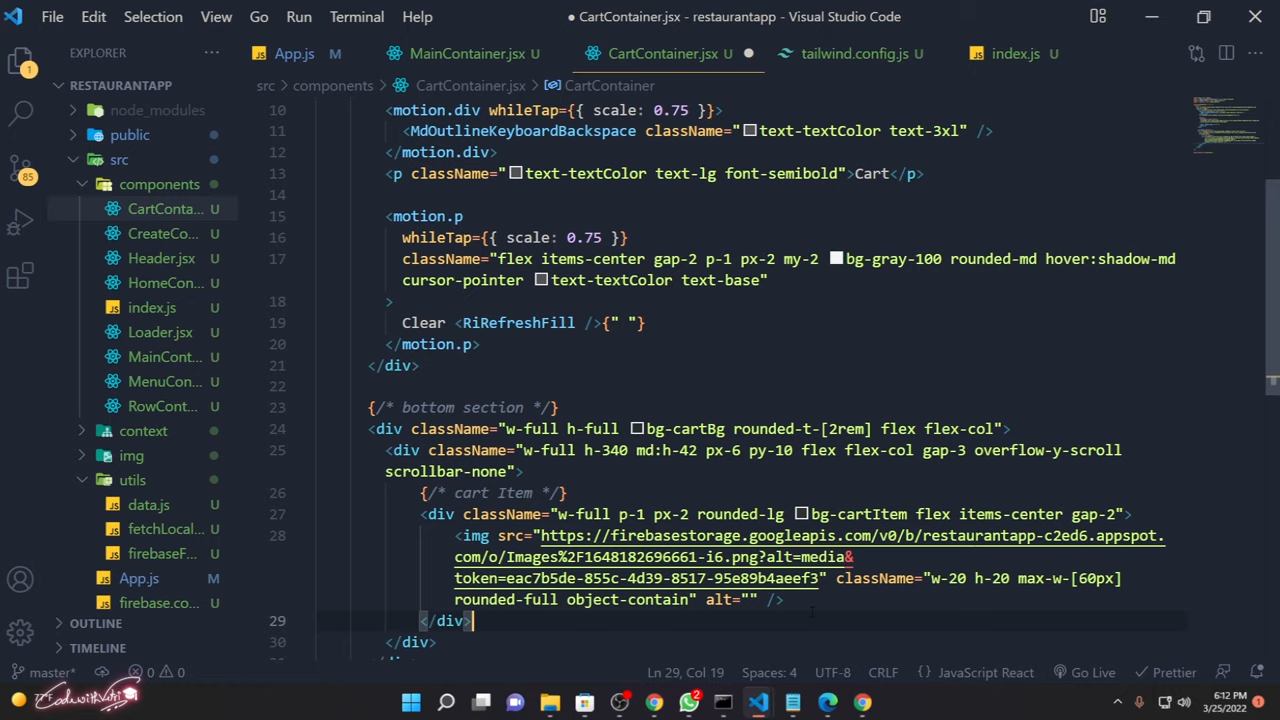 File Edit Selection View Go Run Terminal Help
● CartContainer.jsx - restaurantapp - Visual Studio Code
EXPLORER
App.js M
MainContainer.jsx U
CartContainer.jsx U
tailwind.config.js U
index.js U
src > components > CartContainer.jsx > CartContainer
RESTAURANTAPP
node_modules
public
src
components
CartConta... U
CreateCo... U
Header.jsx U
HomeCon... U
index.js U
Loader.jsx U
MainCont... U
MenuCon... U
RowCont... U
context
img
utils
data.js U
fetchLocal... U
firebaseF... U
App.js M
firebase.co... U
OUTLINE
TIMELINE
1
85
10 <motion.div whileTap={{ scale: 0.75 }}>
11 <MdOutlineKeyboardBackspace className="text-textColor text-3xl" />
12 </motion.div>
13 <p className="text-textColor text-lg font-semibold">Cart</p>
14
15 <motion.p
16 whileTap={{ scale: 0.75 }}
17 className="flex items-center gap-2 p-1 px-2 my-2 bg-gray-100 rounded-md hover:shadow-md
cursor-pointer text-textColor text-base"
18 >
19 Clear <RiRefreshFill />{" "}
20 </motion.p>
21 </div>
22
23 {/* bottom section */}
24 <div className="w-full h-full bg-cartBg rounded-t-[2rem] flex flex-col">
25 <div className="w-full h-340 md:h-42 px-6 py-10 flex flex-col gap-3 overflow-y-scroll
scrollbar-none">
26 {/* cart Item */}
27 <div className="w-full p-1 px-2 rounded-lg bg-cartItem flex items-center gap-2">
28 <img src="https://firebasestorage.googleapis.com/v0/b/restaurantapp-c2ed6.appspot.
com/o/Images%2F1648182696661-i6.png?alt=media&
token=eac7b5de-855c-4d39-8517-95e89b4aeef3" className="w-20 h-20 max-w-[60px]
rounded-full object-contain" alt="" />
29 </div>
30 </div>
master* 0 0 Ln 29, Col 19 Spaces: 4 UTF-8 CRLF JavaScript React Go Live Prettier
2
6:12 PM
3/25/2022
1